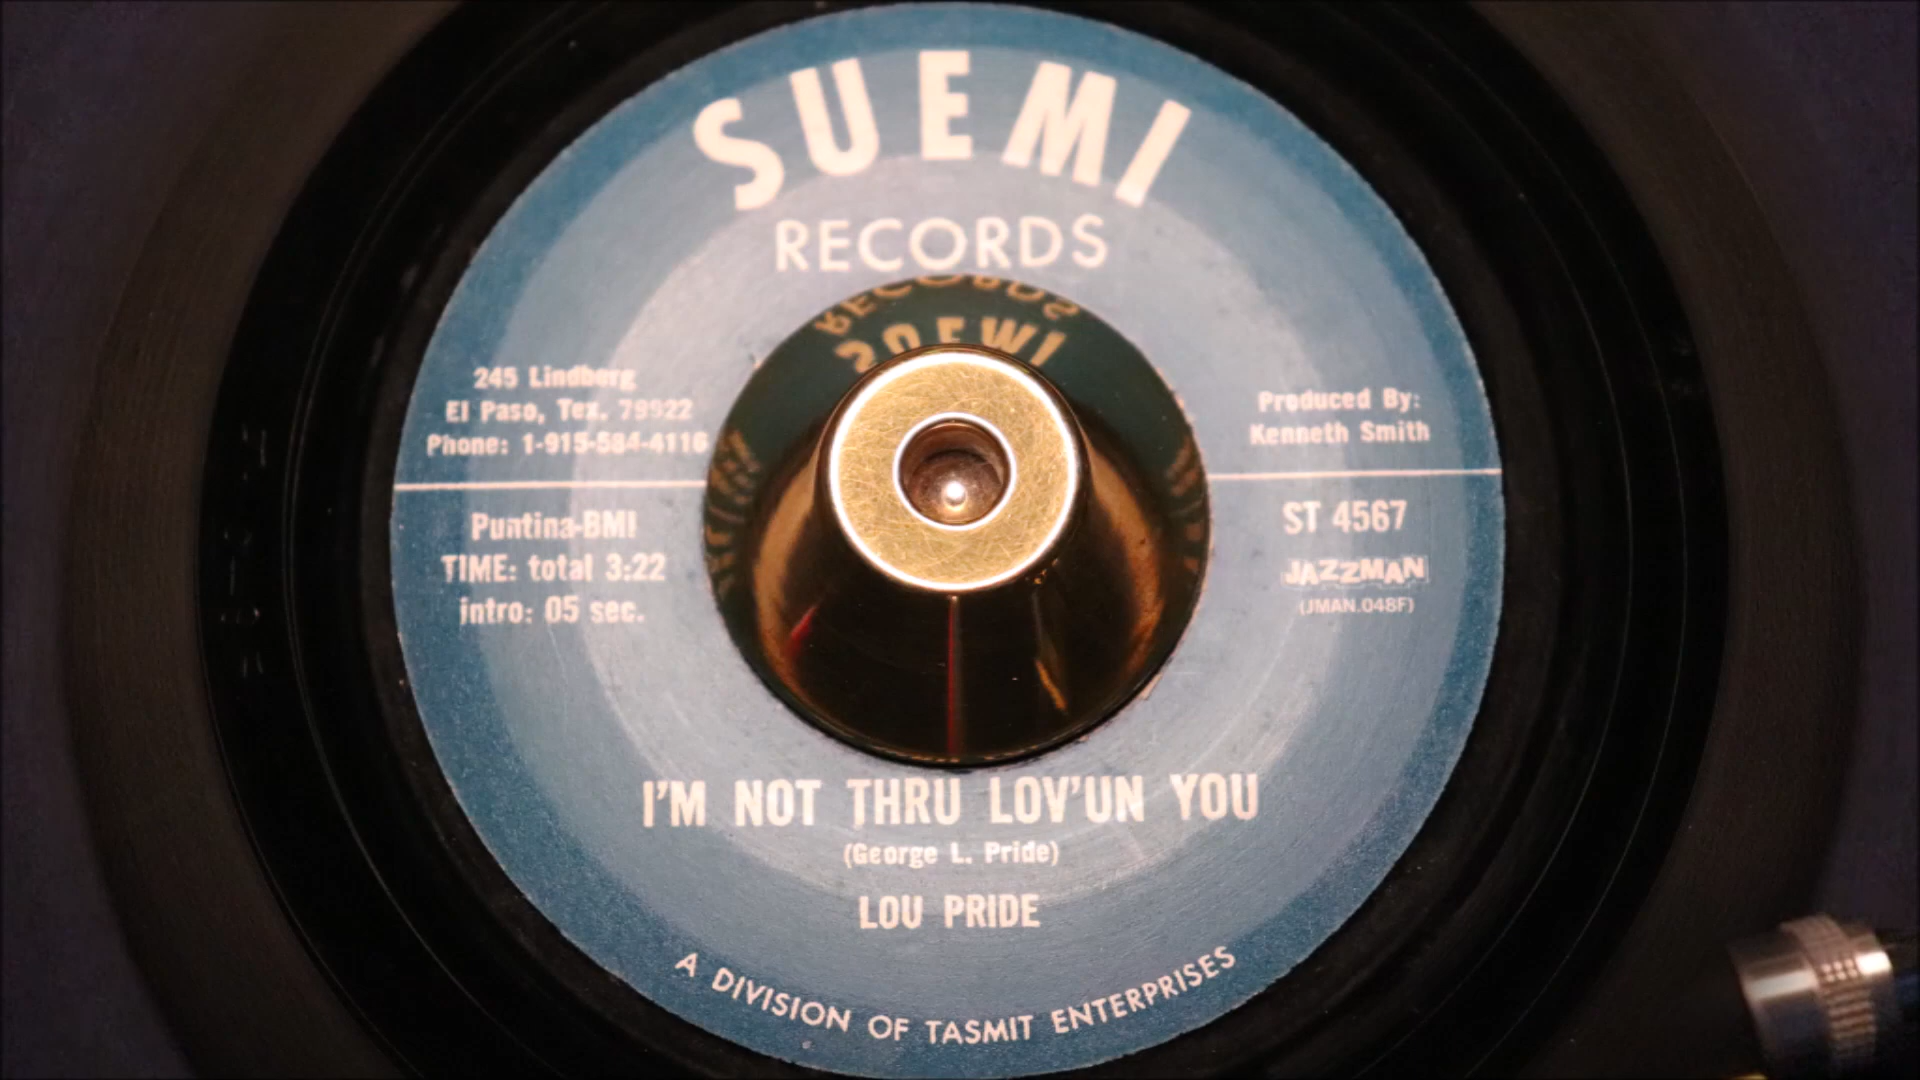 SUEMI
RECORDS
245 Lindberg
El Paso, Tex. 79922
Phone: 1-915-584-4116
Produced By:
Kenneth Smith
Puntina-BMI
TIME: total 3:22
intro: 05 sec.
ST 4567
JAZZMAN
(JMAN.048F)
I'M NOT THRU LOV'UN YOU
(George L. Pride)
LOU PRIDE
A DIVISION OF TASMIT ENTERPRISES